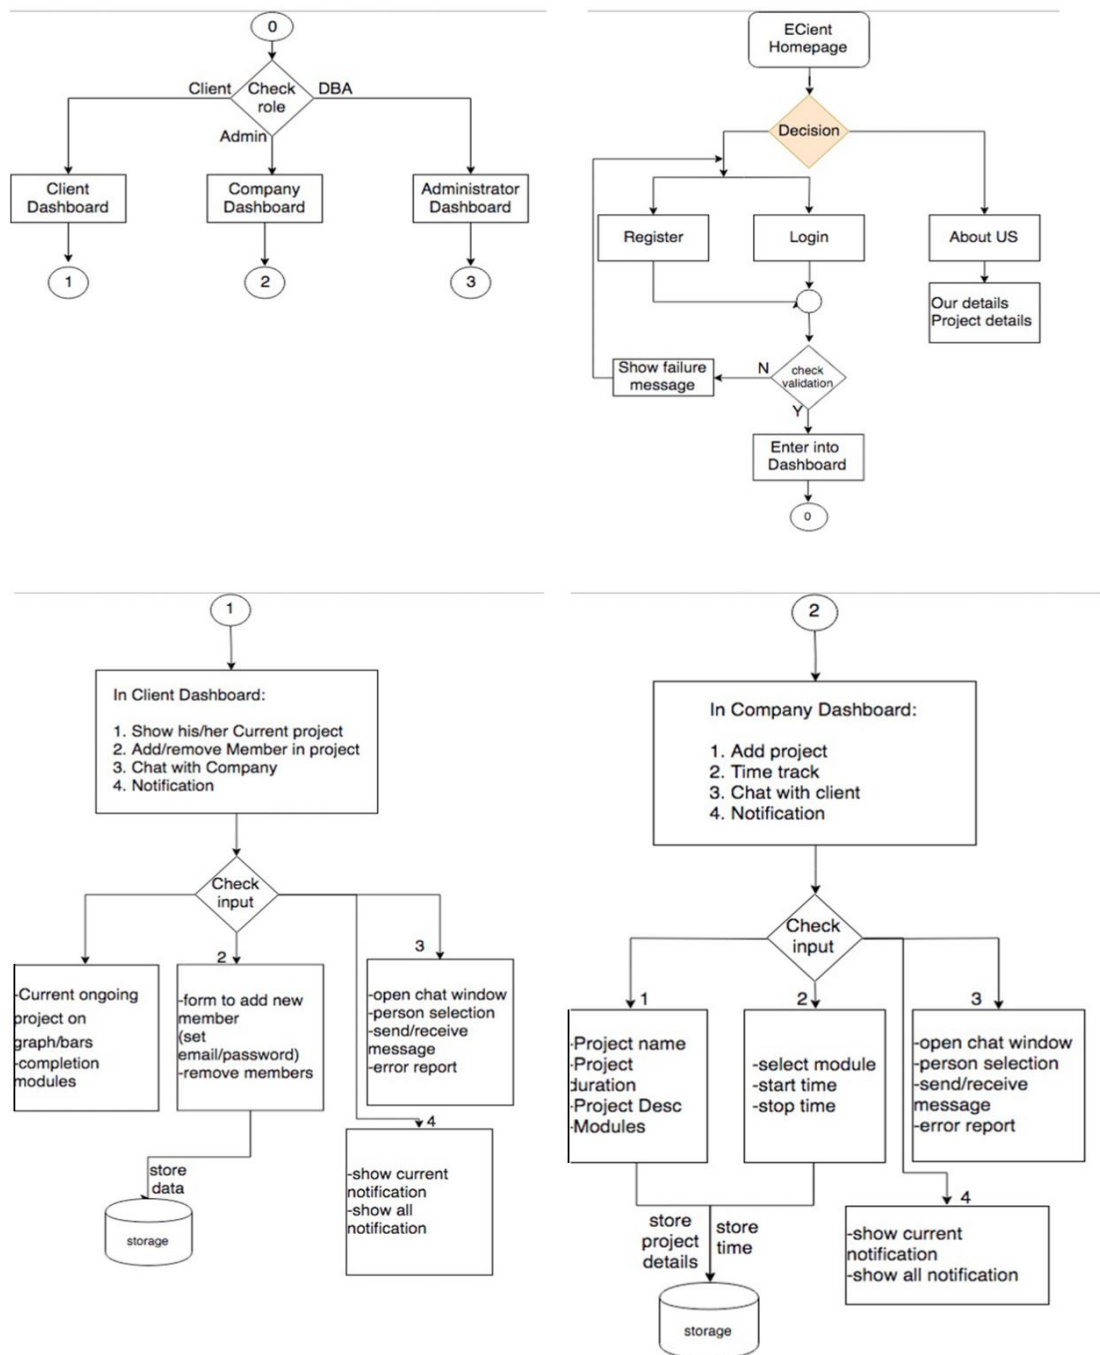 0
Check
role
Client
DBA
Admin
Client
Dashboard
Company
Dashboard
Administrator
Dashboard
1
2
3
ECient
Homepage
Decision
Register
Login
About US
Our details
Project details
check
validation
N
Show failure
message
Y
Enter into
Dashboard
0
1
In Client Dashboard:
1. Show his/her Current project
2. Add/remove Member in project
3. Chat with Company
4. Notification
Check
input
-Current ongoing
project on
graph/bars
-completion
modules
2
-form to add new
member
(set
email/password)
-remove members
3
-open chat window
-person selection
-send/receive
message
-error report
4
-show current
notification
-show all
notification
store
data
storage
2
In Company Dashboard:
1. Add project
2. Time track
3. Chat with client
4. Notification
Check
input
1
-Project name
-Project
duration
-Project Desc
-Modules
2
-select module
-start time
-stop time
3
-open chat window
-person selection
-send/receive
message
-error report
4
-show current
notification
-show all notification
store
project
details
store
time
storage